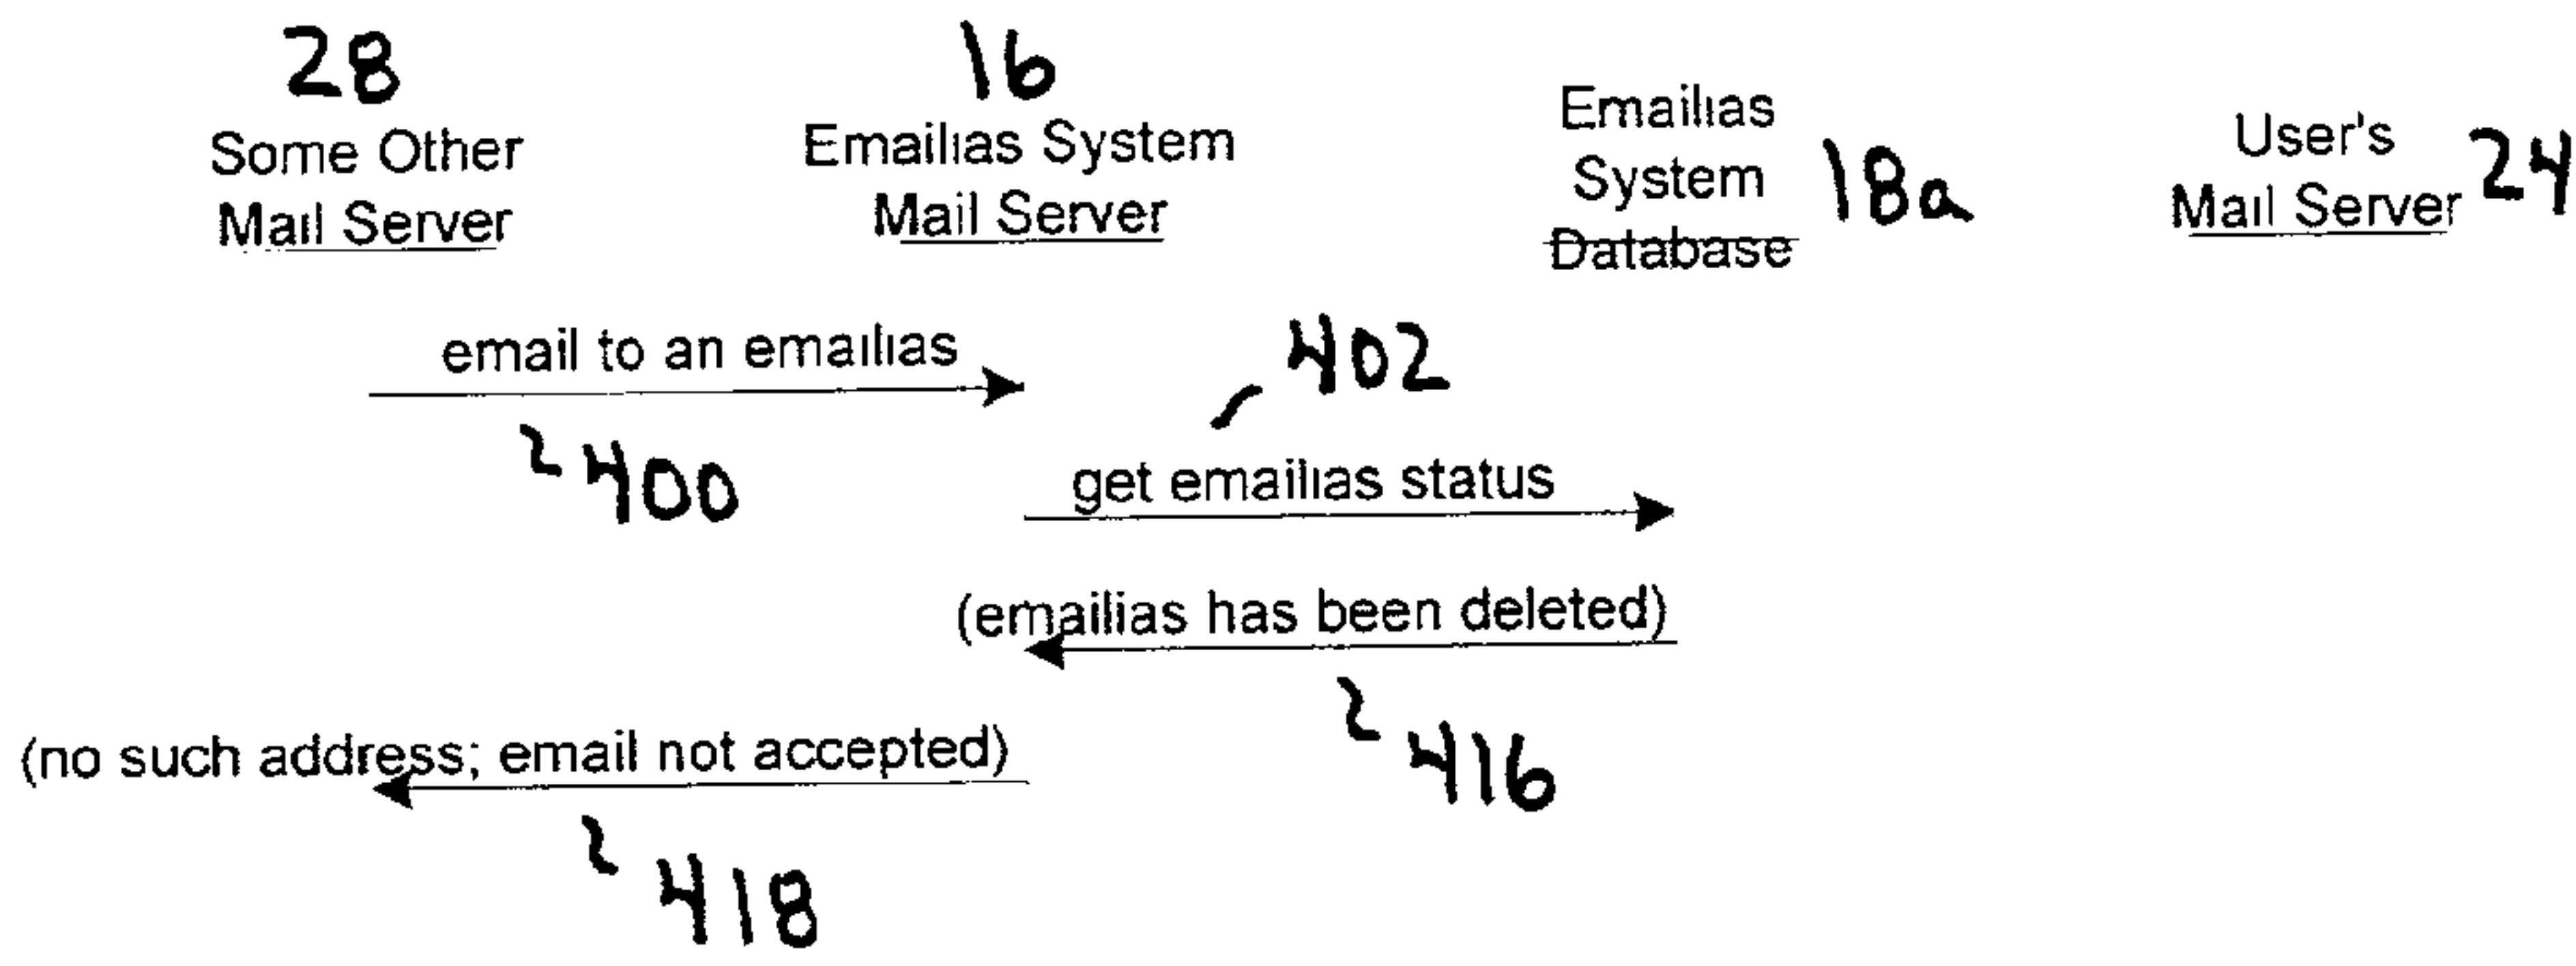 28
Some Other
Mail Server
16
Emailias System
Mail Server
Emailias
System
Database
18a
User's
Mail Server
24
email to an emailias
400
402
get emailias status
(emailias has been deleted)
416
(no such address; email not accepted)
418